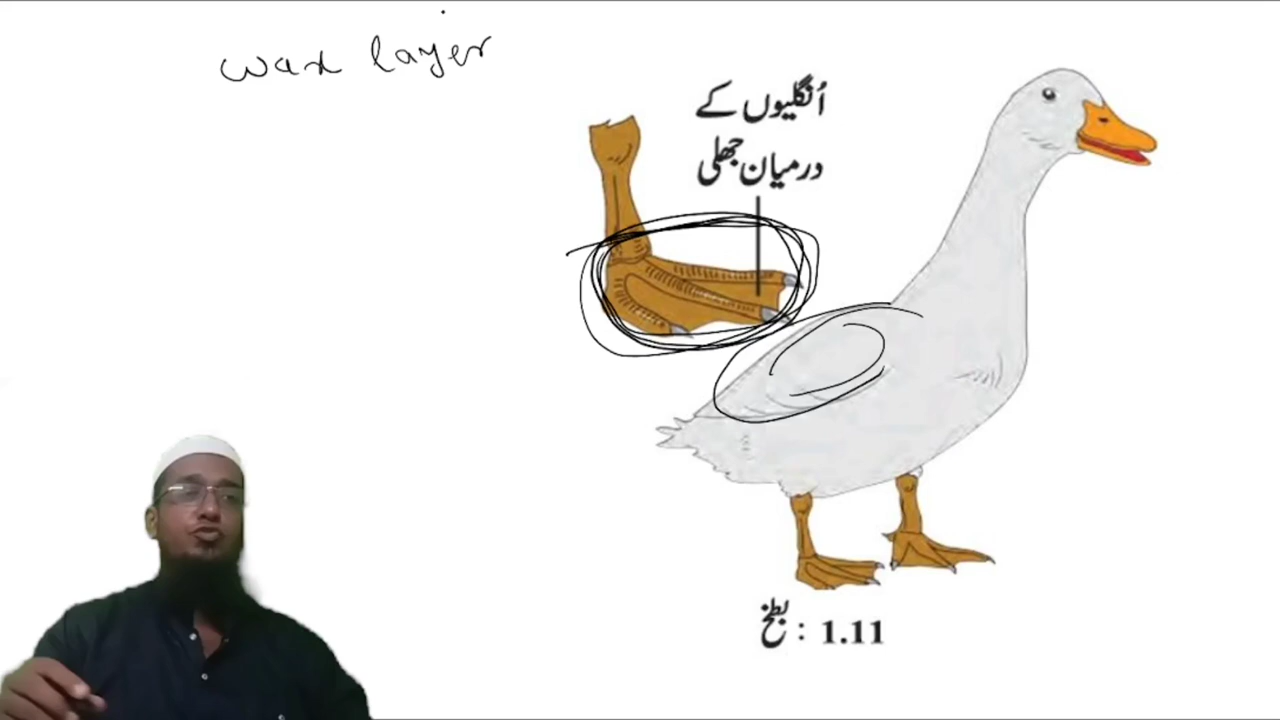 wax layer
اُنگلیوں کے
درمیان جھلی
1.11 : بطخ